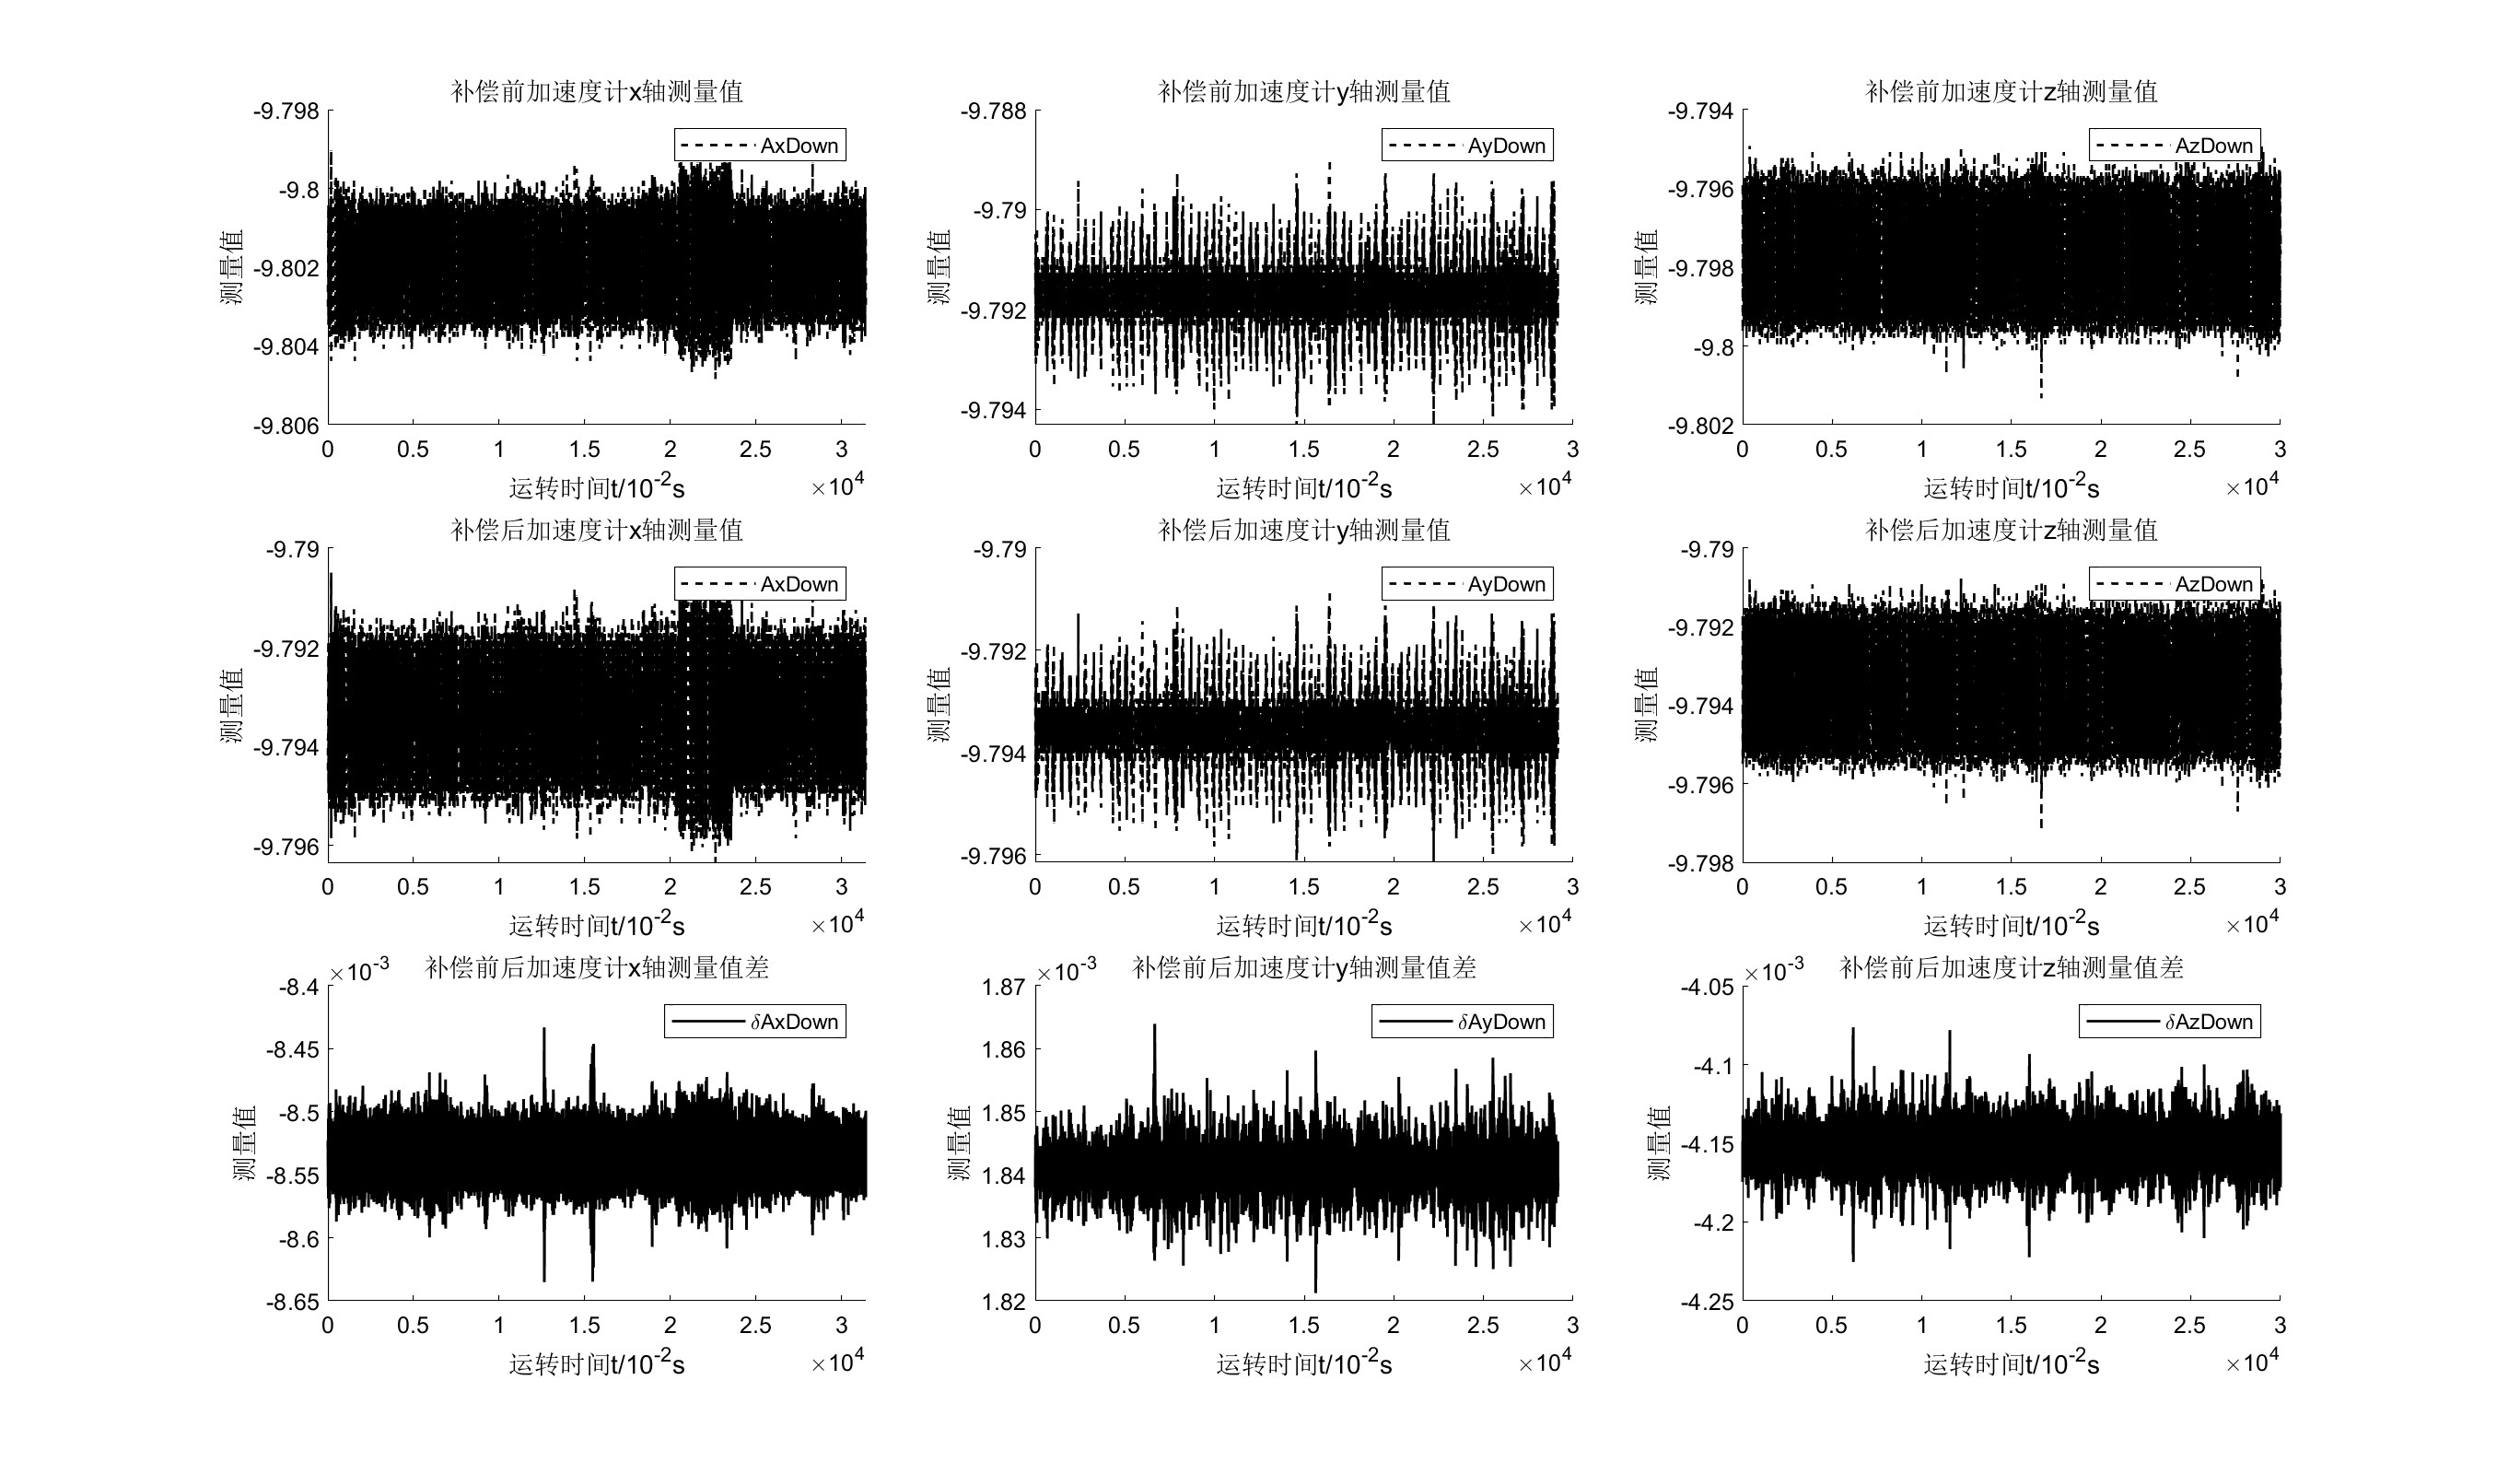 补偿前加速度计x轴测量值
-9.798
-9.8
-9.802
-9.804
-9.806
测量值
AxDown
0 0.5 1 1.5 2 2.5 3
运转时间t/10-2s
×104
补偿前加速度计y轴测量值
-9.788
-9.79
-9.792
-9.794
测量值
AyDown
0 0.5 1 1.5 2 2.5 3
运转时间t/10-2s
×104
补偿前加速度计z轴测量值
-9.794
-9.796
-9.798
-9.8
-9.802
测量值
AzDown
0 0.5 1 1.5 2 2.5 3
运转时间t/10-2s
×104
补偿后加速度计x轴测量值
-9.79
-9.792
-9.794
-9.796
测量值
AxDown
0 0.5 1 1.5 2 2.5 3
运转时间t/10-2s
×104
补偿后加速度计y轴测量值
-9.79
-9.792
-9.794
-9.796
测量值
AyDown
0 0.5 1 1.5 2 2.5 3
运转时间t/10-2s
×104
补偿后加速度计z轴测量值
-9.79
-9.792
-9.794
-9.796
-9.798
测量值
AzDown
0 0.5 1 1.5 2 2.5 3
运转时间t/10-2s
×104
×10-3
补偿前后加速度计x轴测量值差
-8.4
-8.45
-8.5
-8.55
-8.6
-8.65
测量值
δAxDown
0 0.5 1 1.5 2 2.5 3
运转时间t/10-2s
×104
×10-3
补偿前后加速度计y轴测量值差
1.87
1.86
1.85
1.84
1.83
1.82
测量值
δAyDown
0 0.5 1 1.5 2 2.5 3
运转时间t/10-2s
×104
×10-3
补偿前后加速度计z轴测量值差
-4.05
-4.1
-4.15
-4.2
-4.25
测量值
δAzDown
0 0.5 1 1.5 2 2.5 3
运转时间t/10-2s
×104